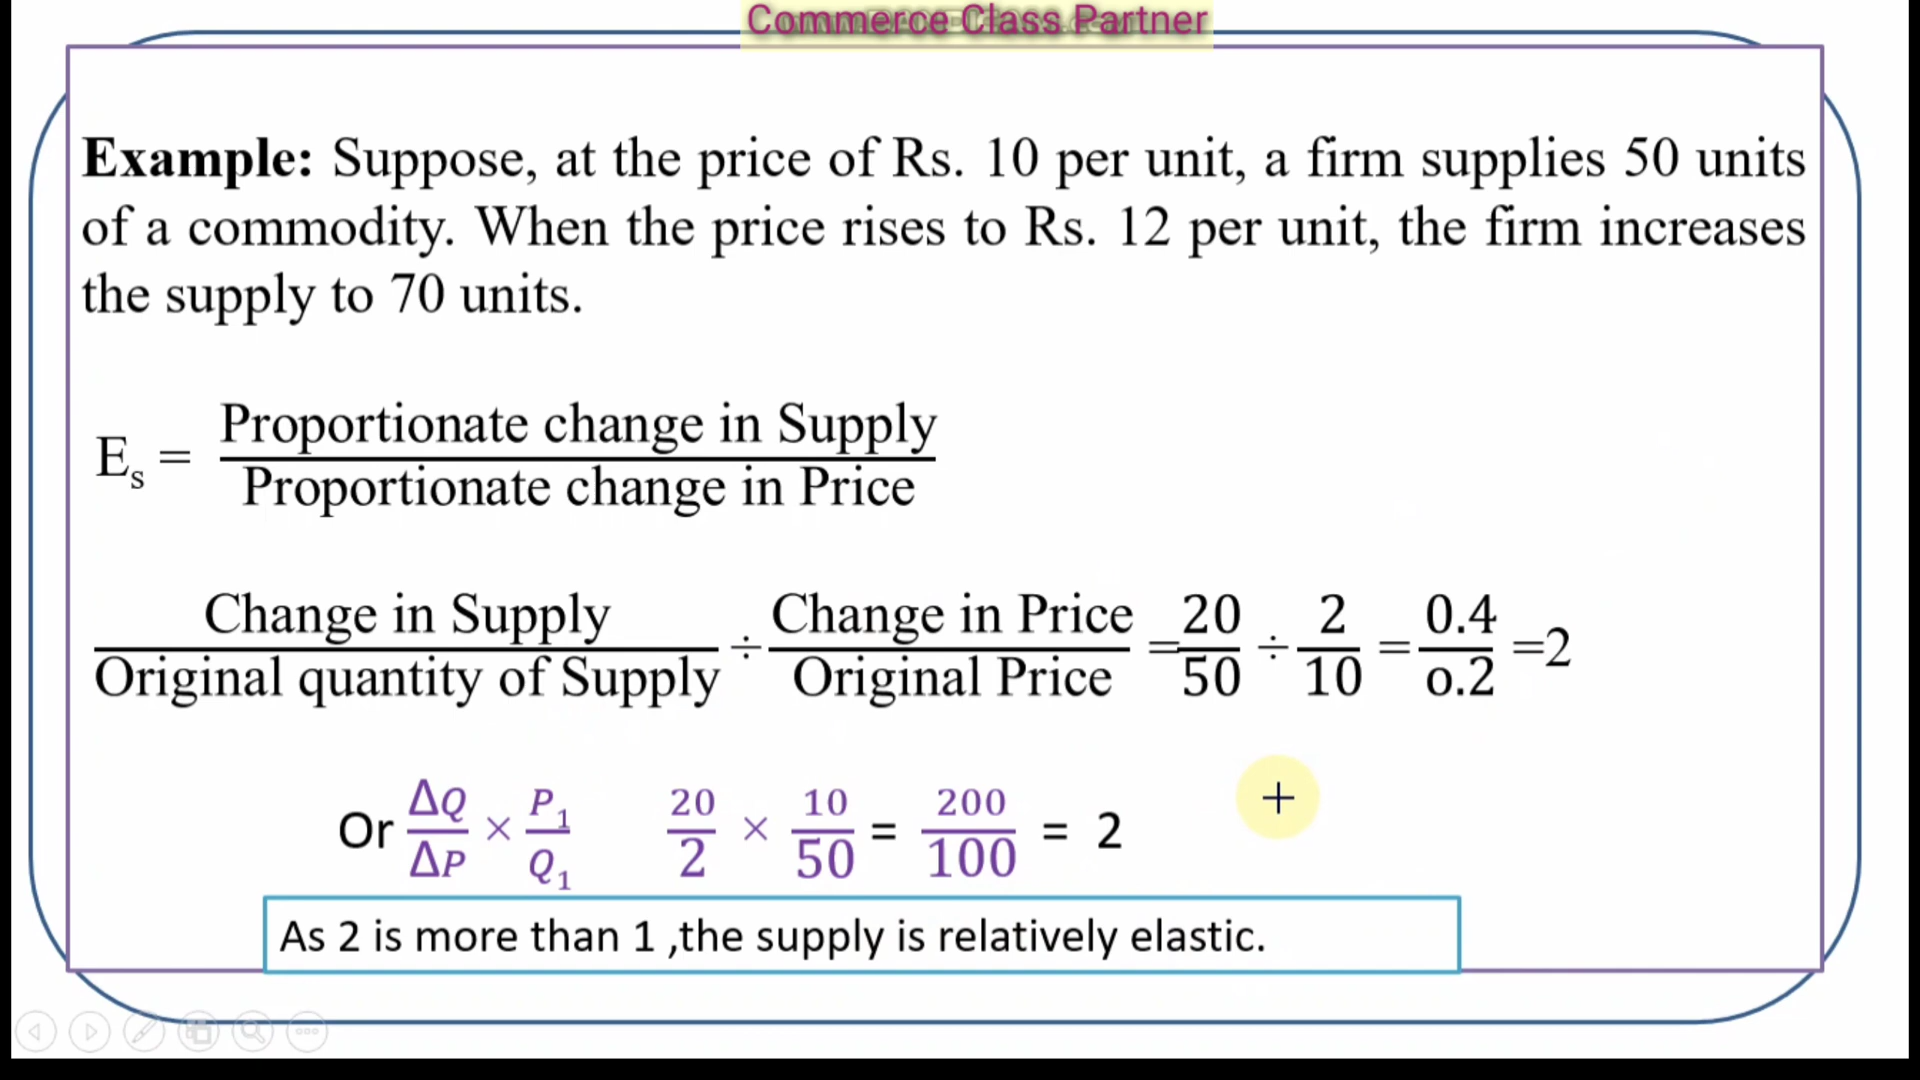 Commerce Class Partner
Example: Suppose, at the price of Rs. 10 per unit, a firm supplies 50 units
of a commodity. When the price rises to Rs. 12 per unit, the firm increases
the supply to 70 units.
Es = Proportionate change in Supply
Proportionate change in Price
Change in Supply ÷ Change in Price = 20 ÷ 2 = 0.4 =2
Original quantity of Supply Original Price 50 10 o.2
Or ΔQ × P1 20 × 10 = 200 = 2
ΔP Q1 2 50 100
As 2 is more than 1 ,the supply is relatively elastic.